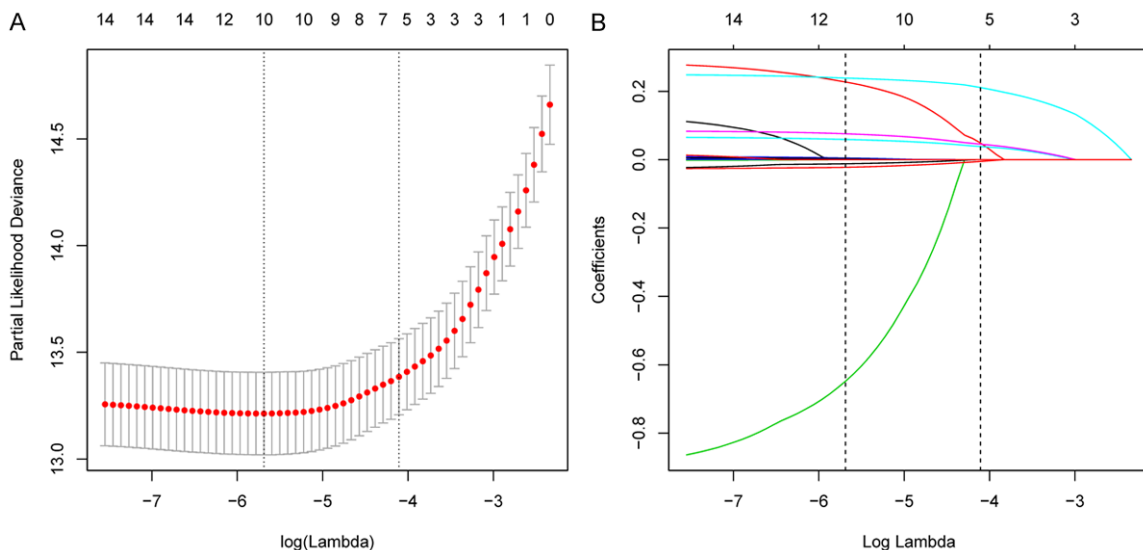 A
14 14 14 12 10 10 9 8 7 5 3 3 3 1 1 0
Partial Likelihood Deviance
14.5
14.0
13.5
13.0
−7 −6 −5 −4 −3
log(Lambda)
B
14 12 10 5 3
Coefficients
0.2
0.0
−0.2
−0.4
−0.6
−0.8
−7 −6 −5 −4 −3
Log Lambda